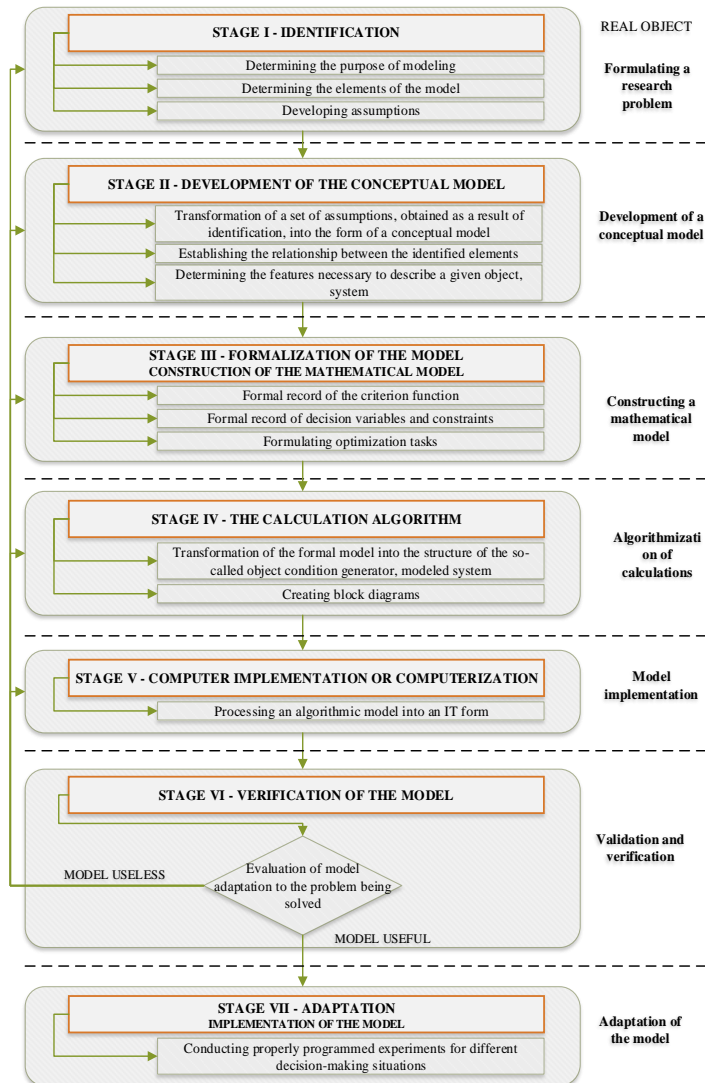 STAGE I - IDENTIFICATION
Determining the purpose of modeling
Determining the elements of the model
Developing assumptions
REAL OBJECT
Formulating a
research
problem
STAGE II - DEVELOPMENT OF THE CONCEPTUAL MODEL
Transformation of a set of assumptions, obtained as a result of
identification, into the form of a conceptual model
Establishing the relationship between the identified elements
Determining the features necessary to describe a given object,
system
Development of a
conceptual model
STAGE III - FORMALIZATION OF THE MODEL
CONSTRUCTION OF THE MATHEMATICAL MODEL
Formal record of the criterion function
Formal record of decision variables and constraints
Formulating optimization tasks
Constructing a
mathematical
model
STAGE IV - THE CALCULATION ALGORITHM
Transformation of the formal model into the structure of the so-
called object condition generator, modeled system
Creating block diagrams
Algorithmizati
on of
calculations
STAGE V - COMPUTER IMPLEMENTATION OR COMPUTERIZATION
Processing an algorithmic model into an IT form
Model
implementation
STAGE VI - VERIFICATION OF THE MODEL
Evaluation of model
adaptation to the problem being
solved
MODEL USELESS
MODEL USEFUL
Validation and
verification
STAGE VII - ADAPTATION
IMPLEMENTATION OF THE MODEL
Conducting properly programmed experiments for different
decision-making situations
Adaptation of
the model